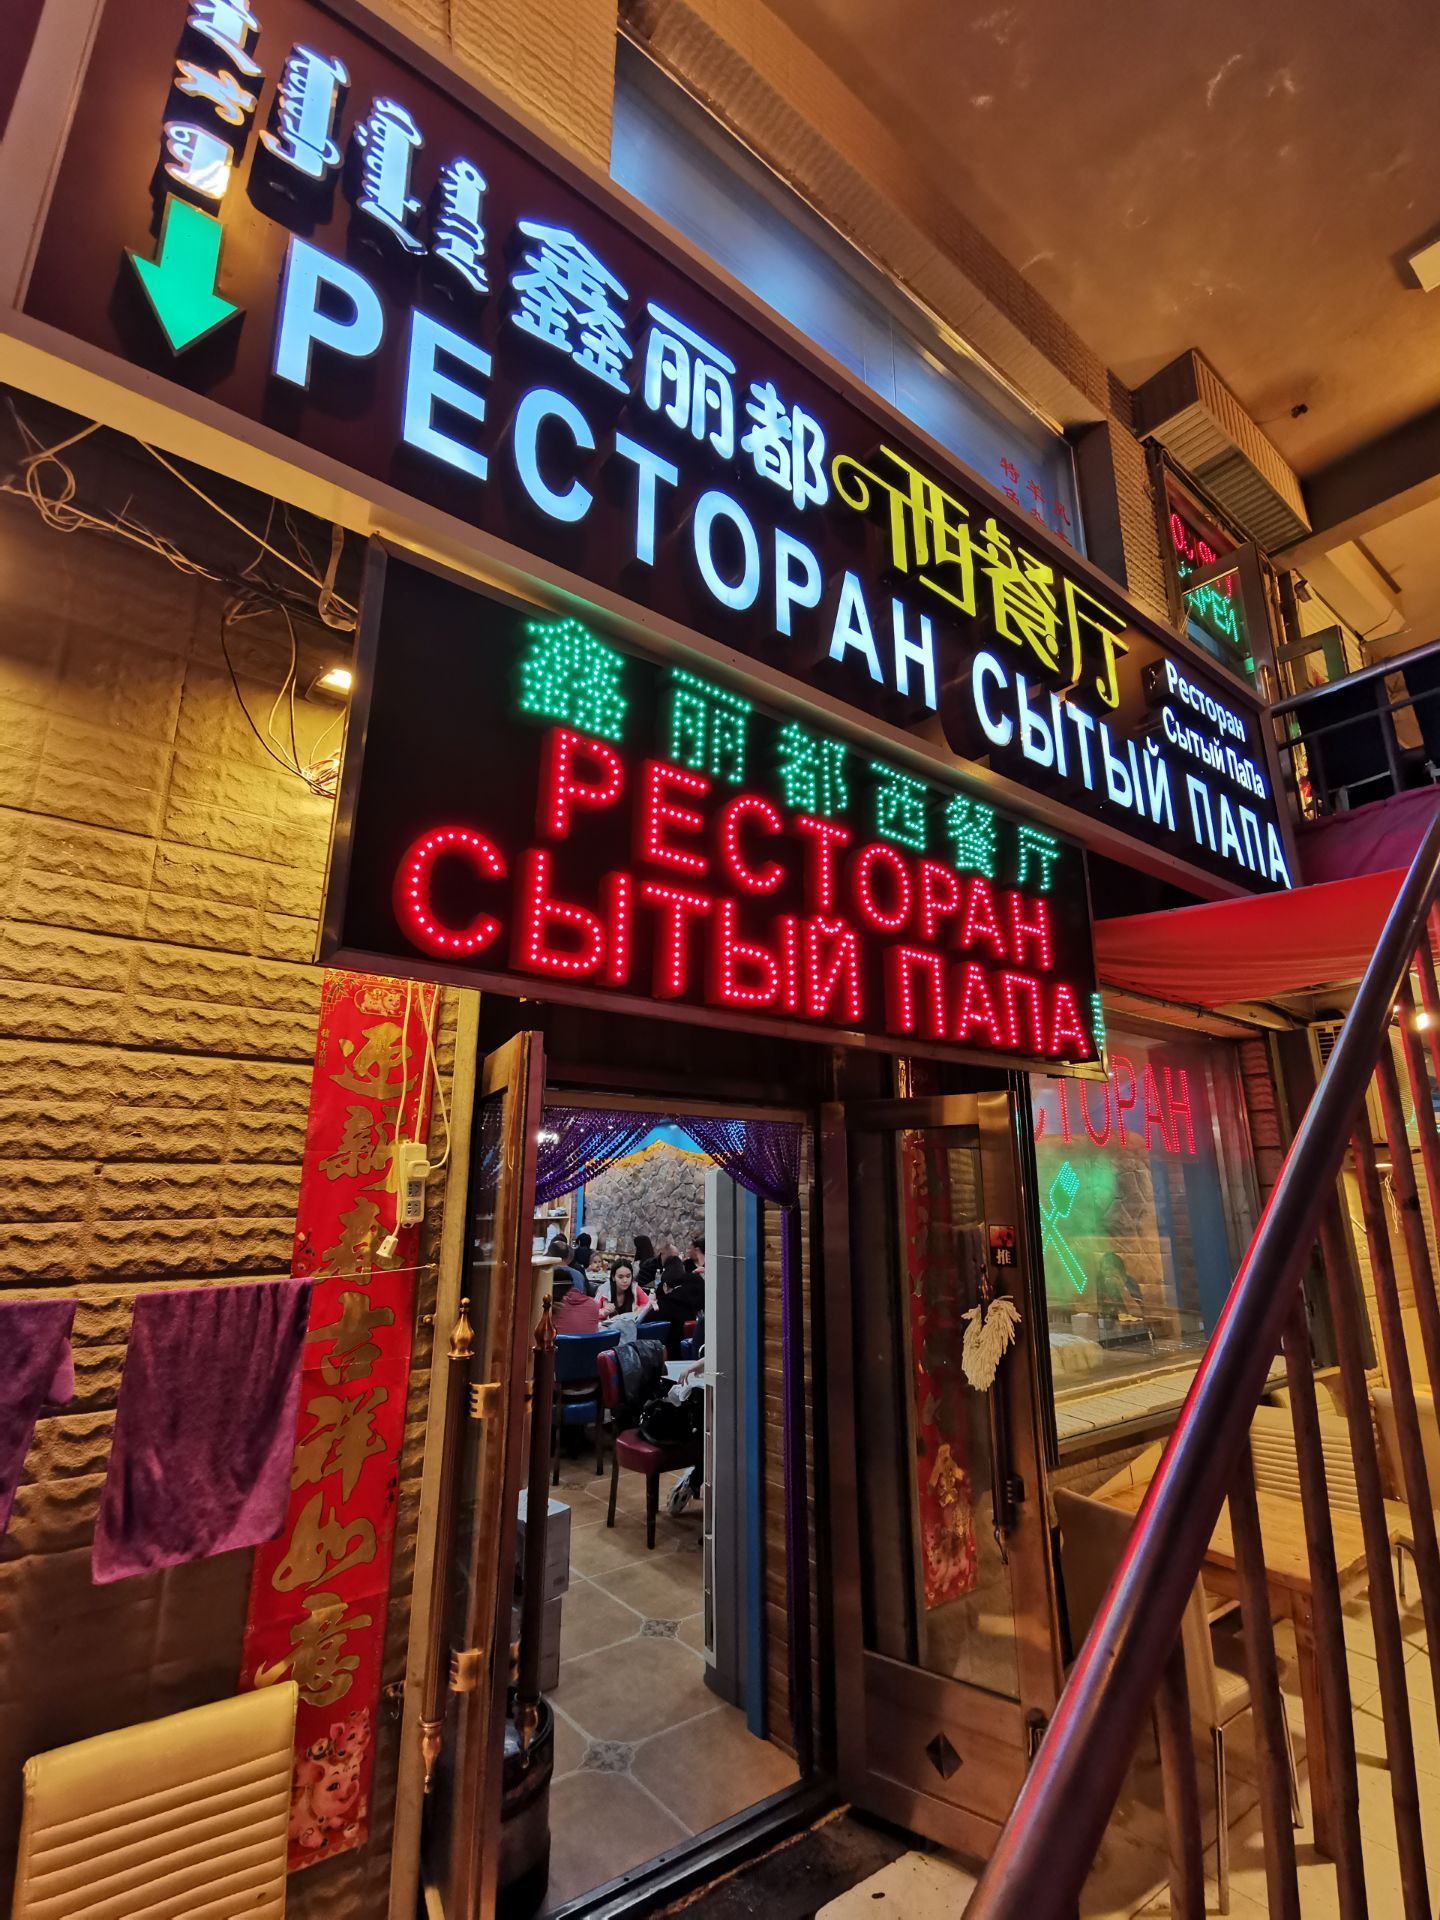 鑫丽都西餐厅
РЕСТОРАН СЫТЫЙ ПАПА
Ресторан
Сытый ПаПа
鑫丽都西餐厅
РЕСТОРАН
СЫТЫЙ ПАПА
迎新春吉祥如意
СТОРАН
推